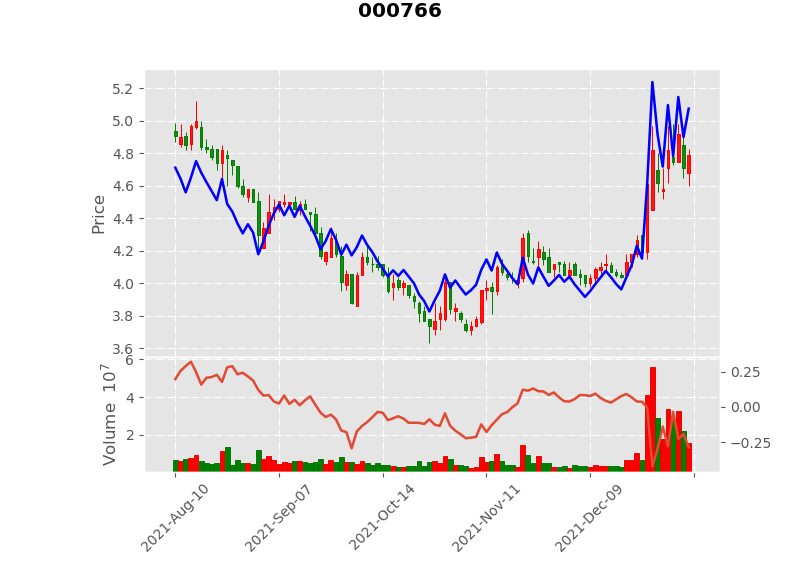 000766
Price
5.2
5.0
4.8
4.6
4.4
4.2
4.0
3.8
3.6
Volume 10^7
6
4
2
0.25
0.00
−0.25
2021-Aug-10
2021-Sep-07
2021-Oct-14
2021-Nov-11
2021-Dec-09